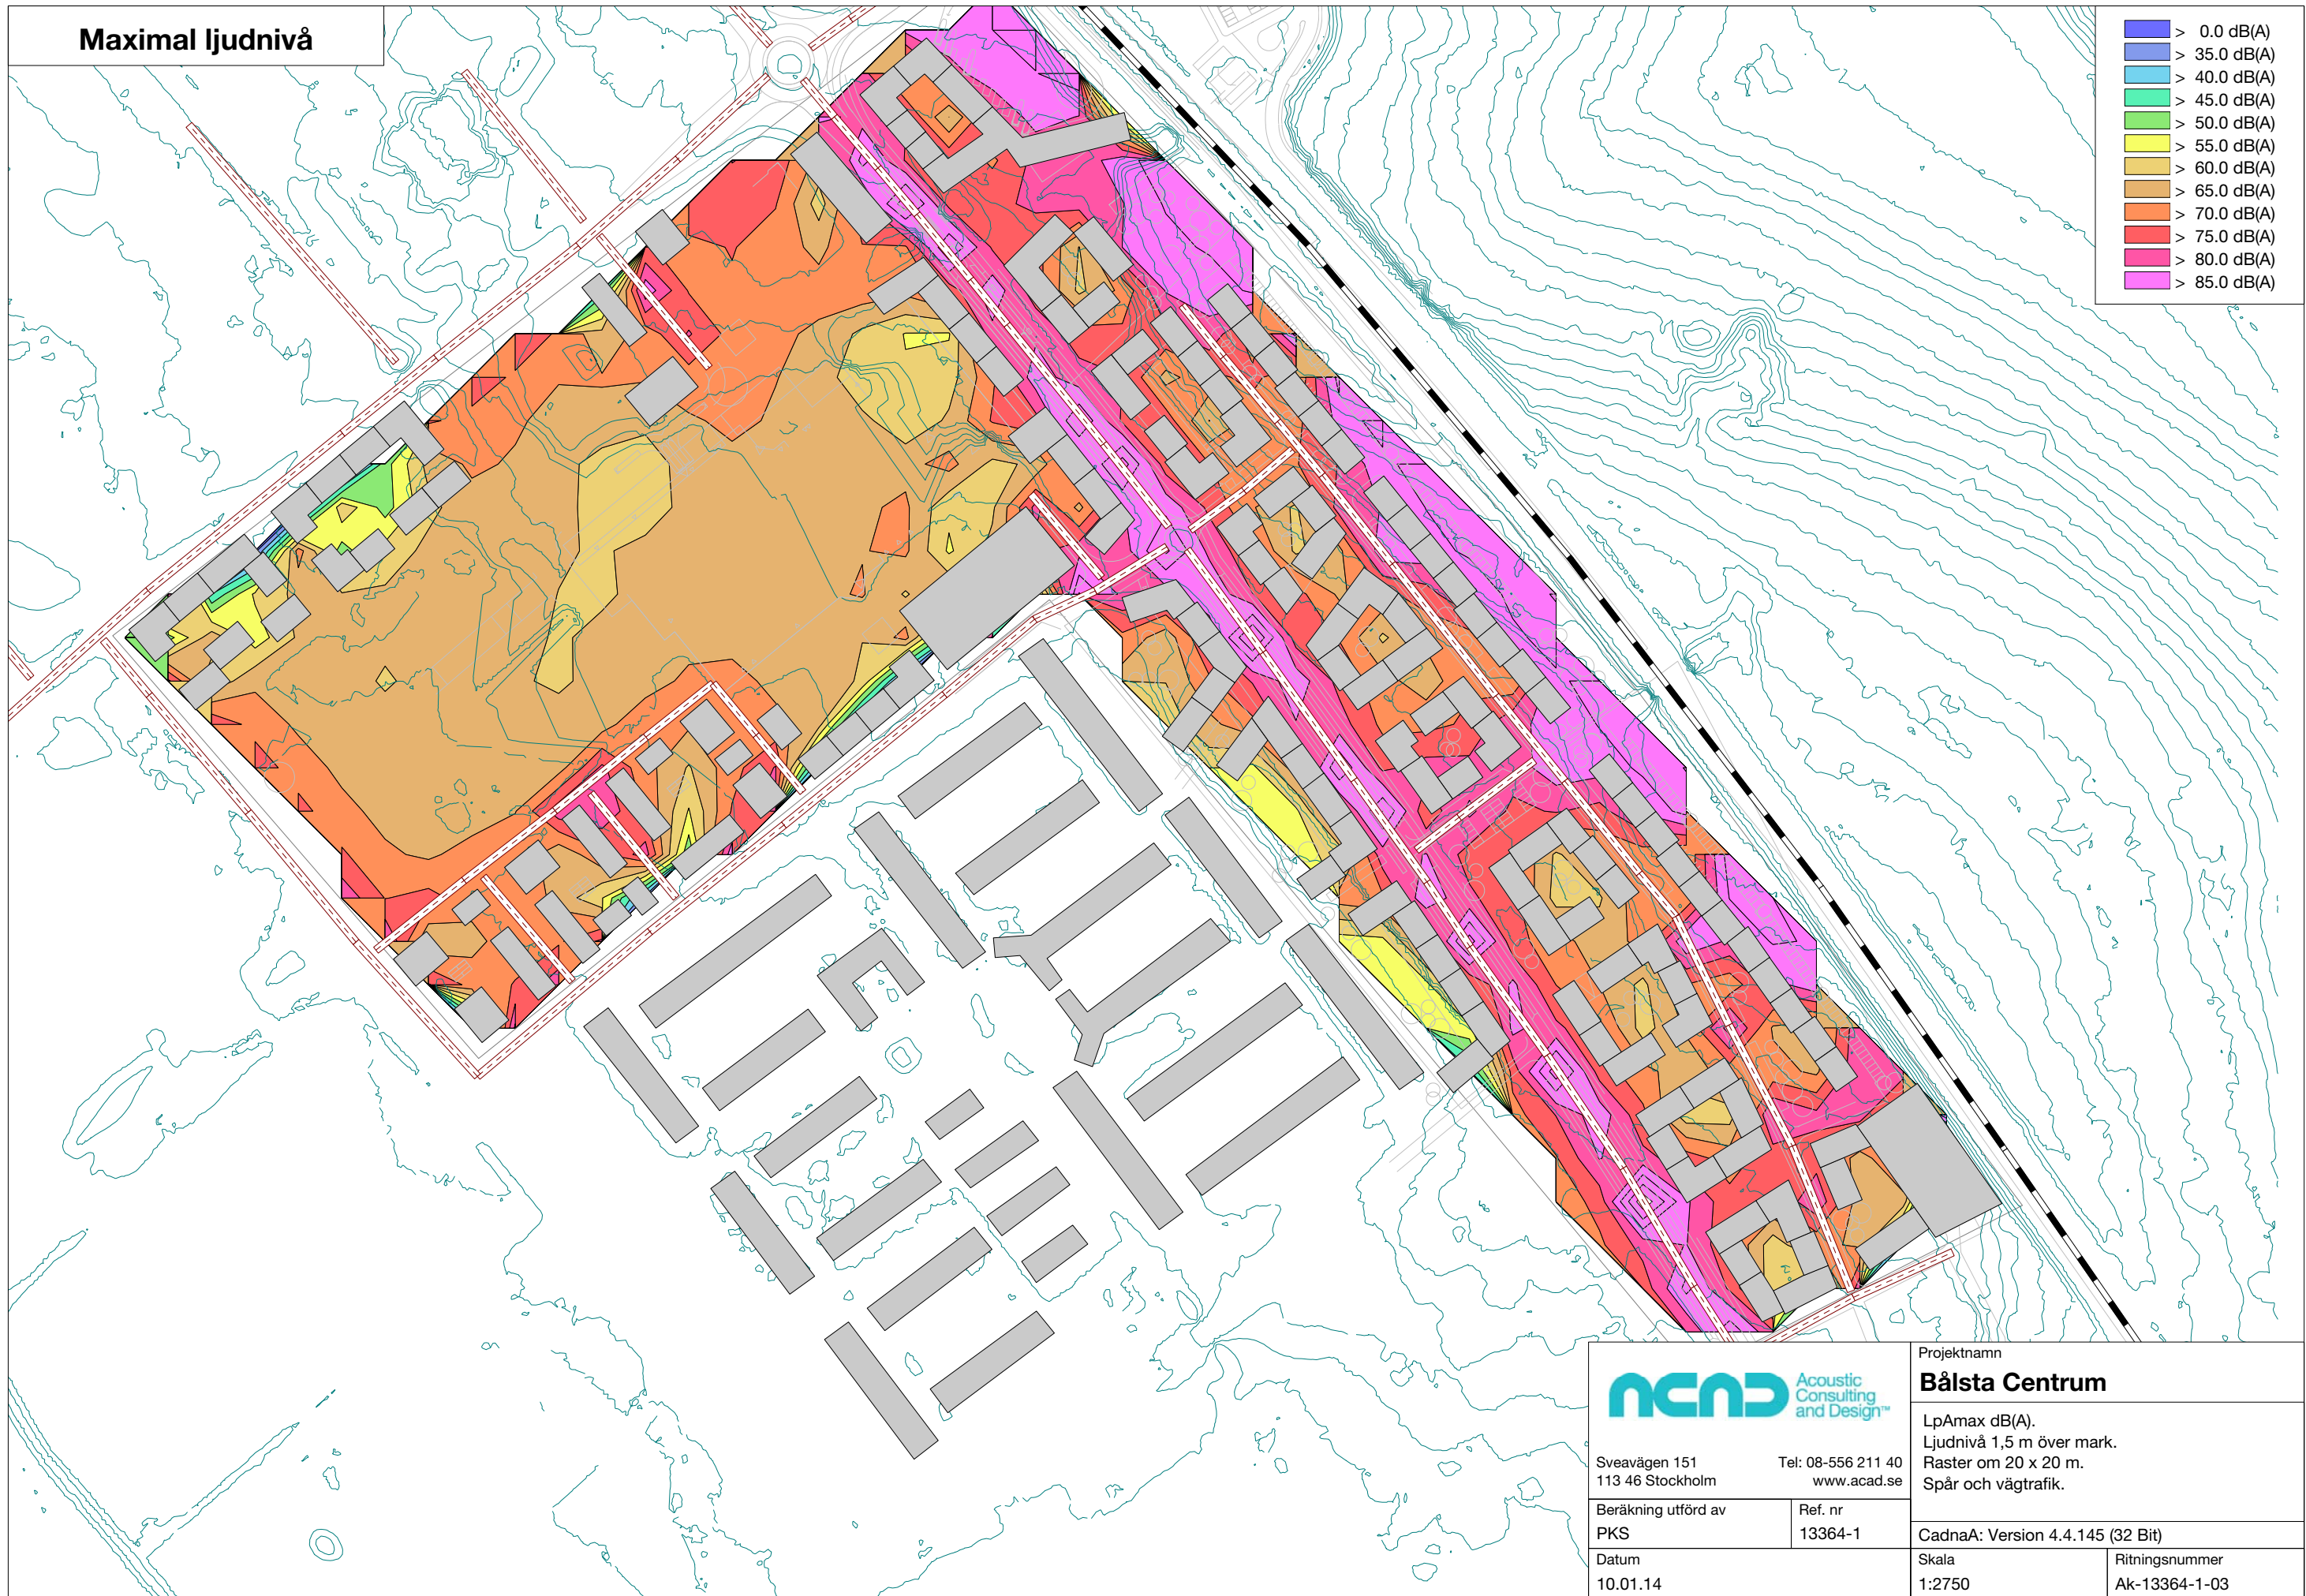 Maximal ljudnivå
> 0.0 dB(A)
> 35.0 dB(A)
> 40.0 dB(A)
> 45.0 dB(A)
> 50.0 dB(A)
> 55.0 dB(A)
> 60.0 dB(A)
> 65.0 dB(A)
> 70.0 dB(A)
> 75.0 dB(A)
> 80.0 dB(A)
> 85.0 dB(A)
ACAD Acoustic
Consulting
and Design™
Sveavägen 151 Tel: 08-556 211 40
113 46 Stockholm www.acad.se
Beräkning utförd av
PKS
Ref. nr
13364-1
Datum
10.01.14
Projektnamn
Bålsta Centrum
LpAmax dB(A).
Ljudnivå 1,5 m över mark.
Raster om 20 x 20 m.
Spår och vägtrafik.
CadnaA: Version 4.4.145 (32 Bit)
Skala
1:2750
Ritningsnummer
Ak-13364-1-03